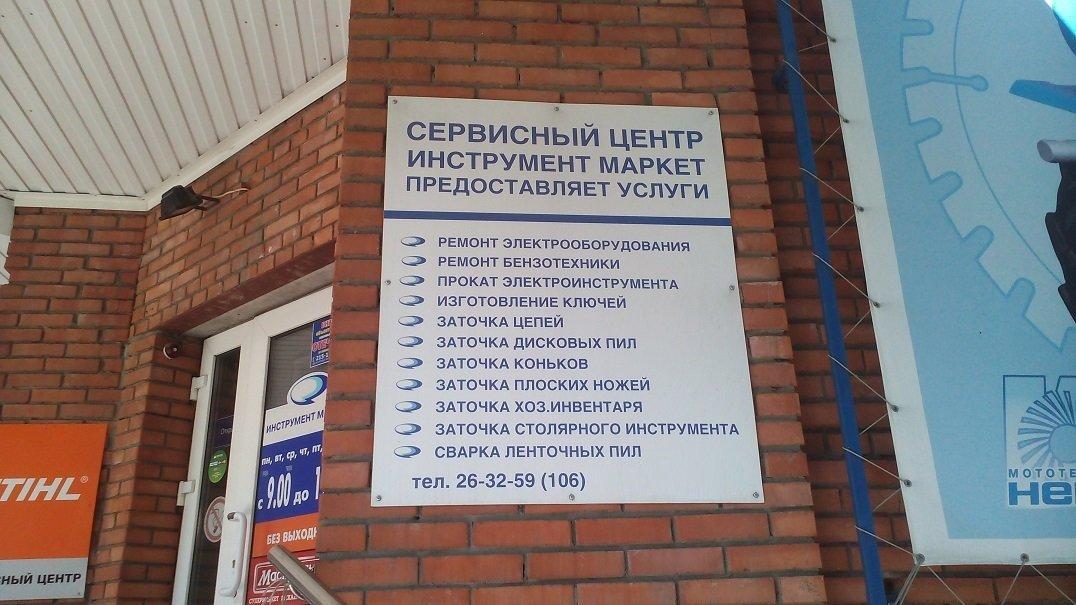 СЕРВИСНЫЙ ЦЕНТР
ИНСТРУМЕНТ МАРКЕТ
ПРЕДОСТАВЛЯЕТ УСЛУГИ
РЕМОНТ ЭЛЕКТРООБОРУДОВАНИЯ
РЕМОНТ БЕНЗОТЕХНИКИ
ПРОКАТ ЭЛЕКТРОИНСТРУМЕНТА
ИЗГОТОВЛЕНИЕ КЛЮЧЕЙ
ЗАТОЧКА ЦЕПЕЙ
ЗАТОЧКА ДИСКОВЫХ ПИЛ
ЗАТОЧКА КОНЬКОВ
ЗАТОЧКА ПЛОСКИХ НОЖЕЙ
ЗАТОЧКА ХОЗ.ИНВЕНТАРЯ
ЗАТОЧКА СТОЛЯРНОГО ИНСТРУМЕНТА
СВАРКА ЛЕНТОЧНЫХ ПИЛ
тел. 26-32-59 (106)
ИНСТРУМЕНТ М
пн, вт, ср, чт, пт,
с 9.00 до 1
БЕЗ ВЫХОДН
TIHL
НЫЙ ЦЕНТР
МОТОТЕ
не